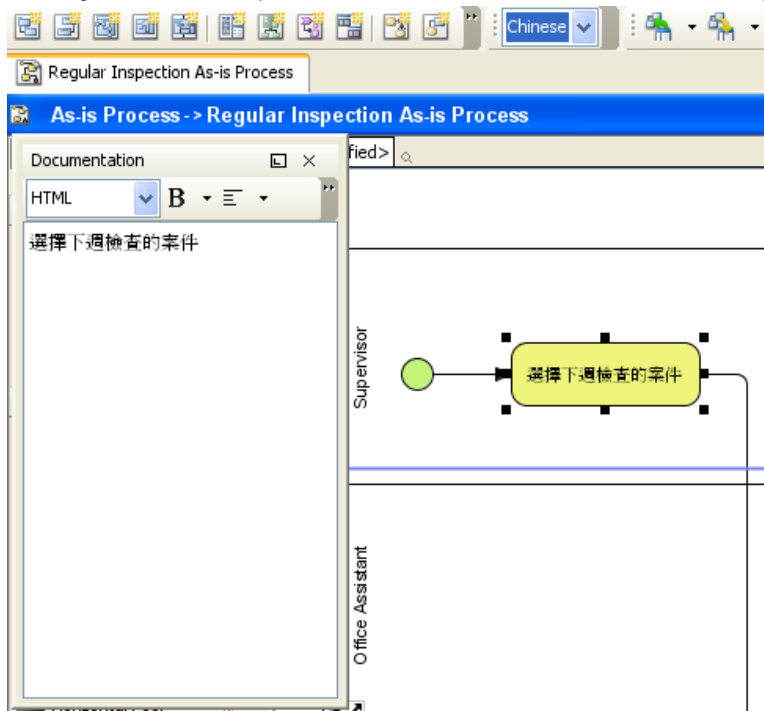 Chinese
Regular Inspection As-is Process
As-is Process -> Regular Inspection As-is Process
Documentation
fied>
HTML
B
選擇下週檢查的案件
Supervisor
選擇下週檢查的案件
Office Assistant